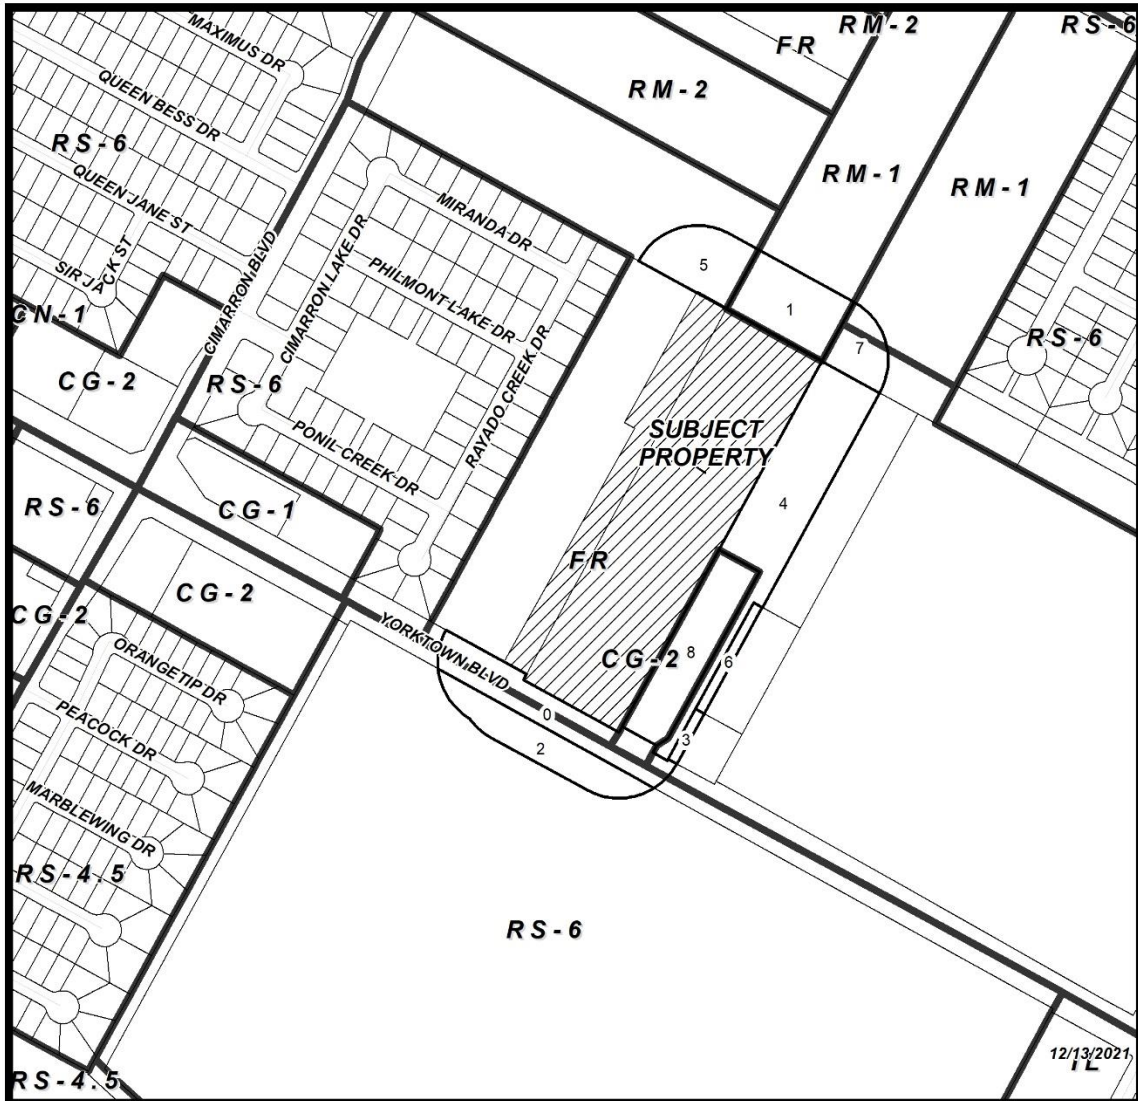 MAXIMUS DR
FR
RM-2
RS-6
QUEEN BESS DR
RM-2
RS-6
QUEEN JANE ST
RM-1
RM-1
MIRANDA DR
SIR JACK ST
CIMARRON BLVD
CIMARRON LAKE DR
PHILMONT LAKE DR
5
CN-1
1
RS-6
7
CG-2
RS-6
RAYADO CREEK DR
SUBJECT
PROPERTY
PONIL CREEK DR
RS-6
CG-1
4
FR
CG-2
CG-2
YORKTOWN BLVD
CG-2
8
6
ORANGETIP DR
0
3
2
PEACOCK DR
MARBLEWING DR
RS-4.5
RS-6
12/13/2021
IL
RS-4.5